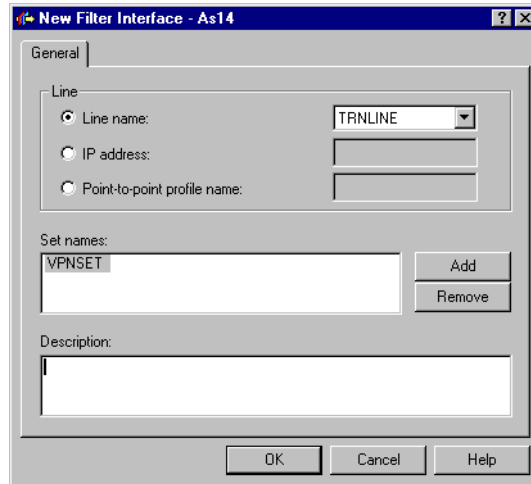 New Filter Interface - As14
General
Line
Line name: TRNLINE
IP address:
Point-to-point profile name:
Set names:
VPNSET
Add
Remove
Description:
OK Cancel Help